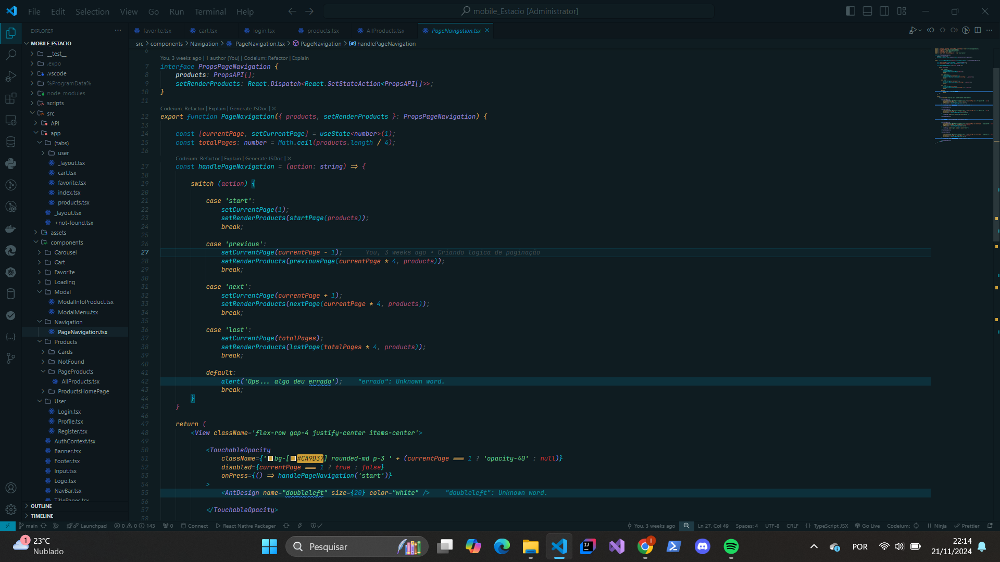 File Edit Selection View Go Run Terminal Help
mobile_Estacio [Administrator]
EXPLORER
MOBILE_ESTACIO
__test__
.expo
.vscode
%ProgramData%
node_modules
scripts
src
API
app
(tabs)
user
_layout.tsx
cart.tsx
favorite.tsx
index.tsx
products.tsx
_layout.tsx
+not-found.tsx
assets
components
Carousel
Cart
Favorite
Loading
Modal
ModalInfoProduct.tsx
ModalMenu.tsx
Navigation
PageNavigation.tsx
Products
Cards
NotFound
PageProducts
AllProducts.tsx
ProductsHomePage
User
Login.tsx
Profile.tsx
Register.tsx
AuthContext.tsx
Banner.tsx
Footer.tsx
Input.tsx
Logo.tsx
NavBar.tsx
TitlePages.tsx
OUTLINE
TIMELINE
favorite.tsx cart.tsx login.tsx products.tsx AllProducts.tsx PageNavigation.tsx
src > components > Navigation > PageNavigation.tsx > PageNavigation > handlePageNavigation
6
You, 3 weeks ago | 1 author (You) | Codeium: Refactor | Explain
7 interface PropsPageNavigation {
8 products: PropsAPI[];
9 setRenderProducts: React.Dispatch<React.SetStateAction<PropsAPI[]>>;
10 }
11
Codeium: Refactor | Explain | Generate JSDoc | X
12 export function PageNavigation({ products, setRenderProducts }: PropsPageNavigation) {
13
14 const [currentPage, setCurrentPage] = useState<number>(1);
15 const totalPages: number = Math.ceil(products.length / 4);
16
Codeium: Refactor | Explain | Generate JSDoc | X
17 const handlePageNavigation = (action: string) => {
18
19 switch (action) {
20
21 case 'start':
22 setCurrentPage(1);
23 setRenderProducts(startPage(products));
24 break;
25
26 case 'previous':
27 setCurrentPage(currentPage - 1); You, 3 weeks ago • Criando logica de paginação
28 setRenderProducts(previousPage(currentPage * 4, products));
29 break;
30
31 case 'next':
32 setCurrentPage(currentPage + 1);
33 setRenderProducts(nextPage(currentPage * 4, products));
34 break;
35
36 case 'last':
37 setCurrentPage(totalPages);
38 setRenderProducts(lastPage(totalPages * 4, products));
39 break;
40
41 default:
42 alert('Ops... algo deu errado'); "errado": Unknown word.
43 break;
44 }
45 }
46
47 return (
48 <View className='flex-row gap-4 justify-center items-center'>
49
50 <TouchableOpacity
51 className={'bg-[#CA9D37] rounded-md p-3 ' + (currentPage === 1 ? 'opacity-40' : null)}
52 disabled={currentPage === 1 ? true : false}
53 onPress={() => handlePageNavigation('start')}
54 >
55 <AntDesign name="doubleleft" size={20} color="white" /> "doubleleft": Unknown word.
56
57 </TouchableOpacity>
58
main Launchpad 0 0 143 0 Connect React Native Packager You, 3 weeks ago Ln 27, Col 49 Spaces: 4 UTF-8 CRLF {} TypeScript JSX Go Live Codeium: Ninja Prettier
1 23°C
Nublado
Pesquisar
POR
22:14
21/11/2024